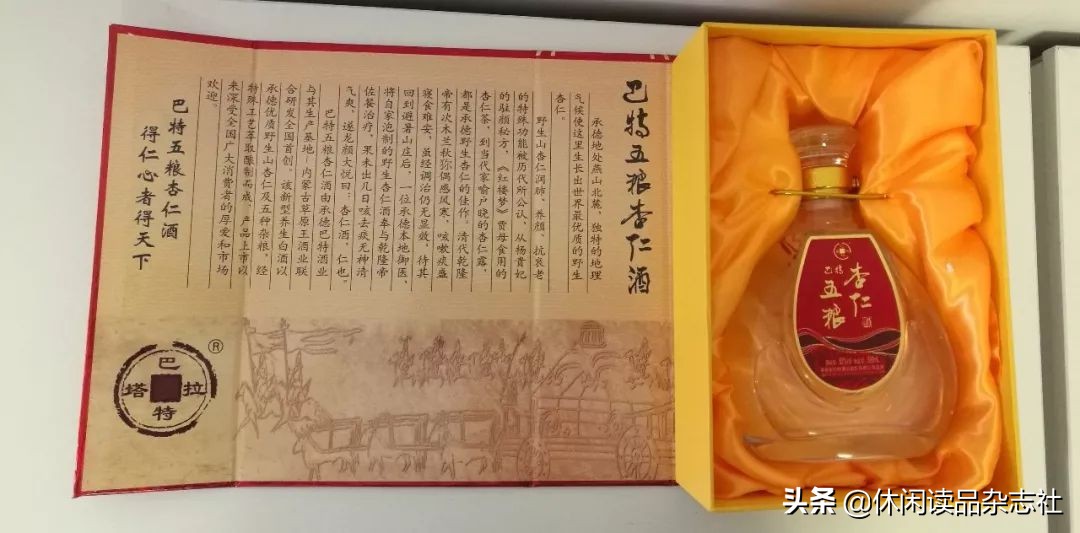 巴特五粮杏仁酒
承德地处燕山北麓，独特的地理
气候使这里生长出世界最优质的野生
杏仁。
野生山杏仁润肺、养颜、抗衰老
的特殊功能被历代所公认，从杨贵妃
的驻颜秘方，《红楼梦》贾母食用的
杏仁茶，到当代家喻户晓的杏仁露，
都是承德野生杏仁的佳作。清代乾隆
帝有次木兰秋狝偶感风寒，咳嗽痰盛
寝食难安，虽经调治仍无显效，待其
回到避暑山庄后，一位承德本地御医、
将自家泡制的野生杏仁酒奉与乾隆帝
佐餐治疗，果未出几日咳去痰无神清
气爽，遂龙颜大悦曰：杏仁酒，仁也。
巴特五粮杏仁酒由承德巴特酒业
与其生产基地—内蒙古草原王酒业联
合研发全国首创。该新型养生白酒以
承德优质野生山杏仁及五种杂粮，经
特殊工艺萃取酿制而成，产品上市以
来深受全国广大消费者的厚爱和市场
欢迎。
巴特五粮杏仁酒
得仁心者得天下
巴
塔 拉
特
®
杏仁
巴特
五粮
头条 @休闲读品杂志社